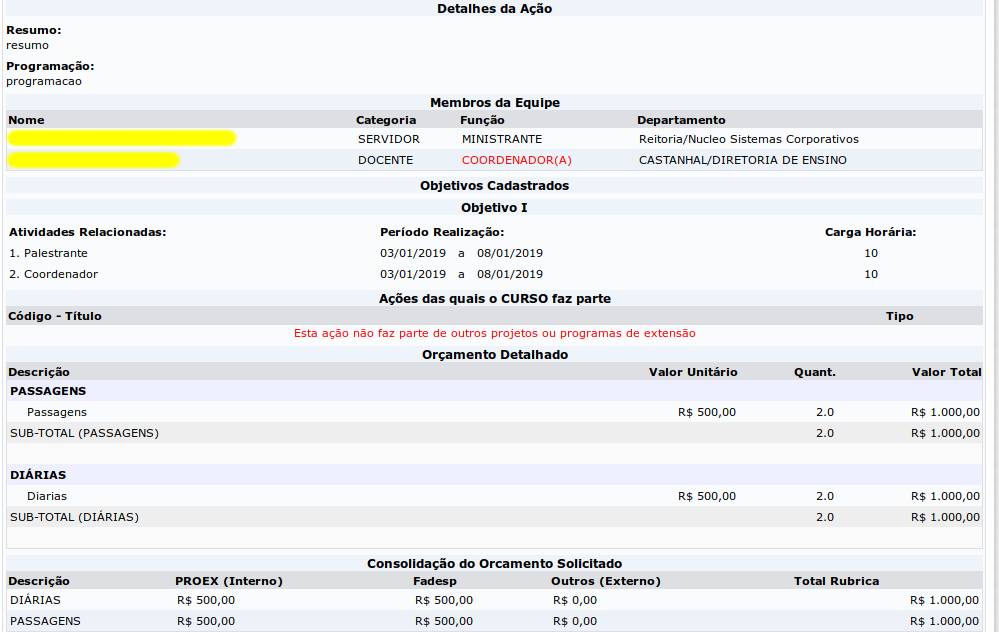 Detalhes da Ação
Resumo:
resumo
Programação:
programacao
Membros da Equipe
Nome Categoria Função Departamento
SERVIDOR MINISTRANTE Reitoria/Nucleo Sistemas Corporativos
DOCENTE COORDENADOR(A) CASTANHAL/DIRETORIA DE ENSINO
Objetivos Cadastrados
Objetivo I
Atividades Relacionadas: Período Realização: Carga Horária:
1. Palestrante 03/01/2019 a 08/01/2019 10
2. Coordenador 03/01/2019 a 08/01/2019 10
Ações das quais o CURSO faz parte
Código - Título Tipo
Esta ação não faz parte de outros projetos ou programas de extensão
Orçamento Detalhado
Descrição Valor Unitário Quant. Valor Total
PASSAGENS
Passagens R$ 500,00 2.0 R$ 1.000,00
SUB-TOTAL (PASSAGENS) 2.0 R$ 1.000,00
DIÁRIAS
Diarias R$ 500,00 2.0 R$ 1.000,00
SUB-TOTAL (DIÁRIAS) 2.0 R$ 1.000,00
Consolidação do Orcamento Solicitado
Descrição PROEX (Interno) Fadesp Outros (Externo) Total Rubrica
DIÁRIAS R$ 500,00 R$ 500,00 R$ 0,00 R$ 1.000,00
PASSAGENS R$ 500,00 R$ 500,00 R$ 0,00 R$ 1.000,00